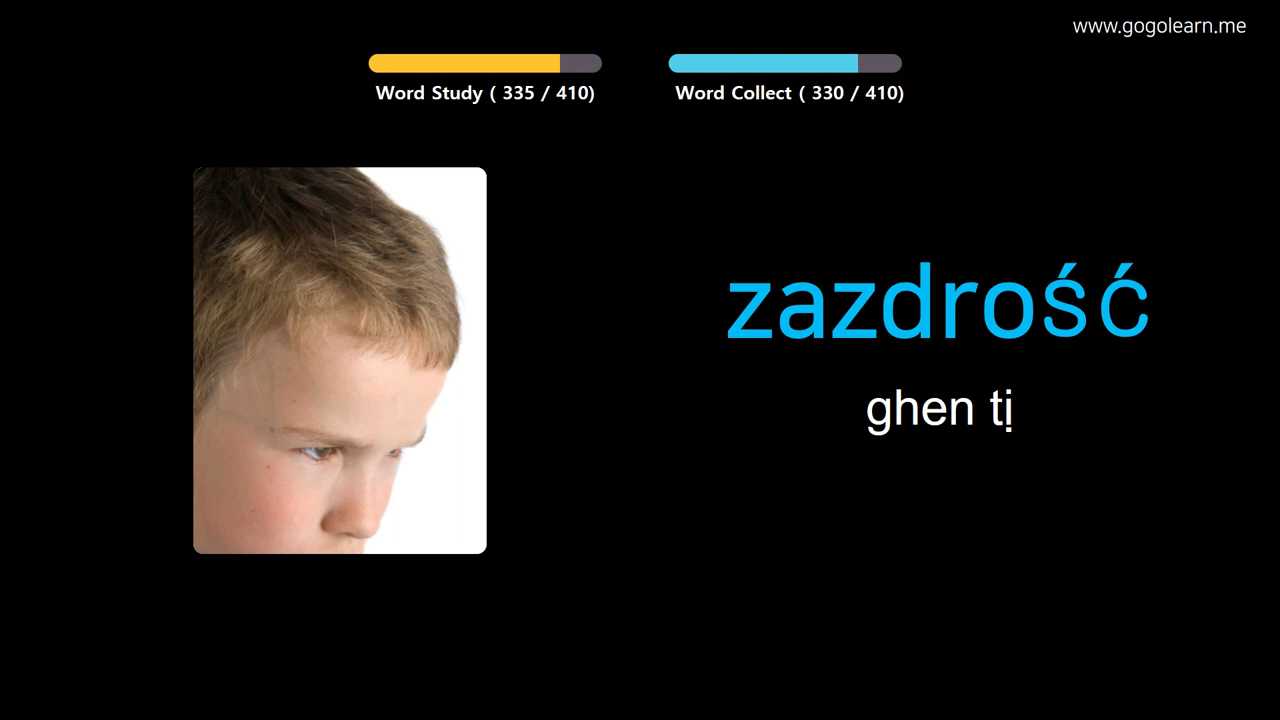 www.gogolearn.me
Word Study ( 335 / 410)
Word Collect ( 330 / 410)
zazdrość
ghen tị